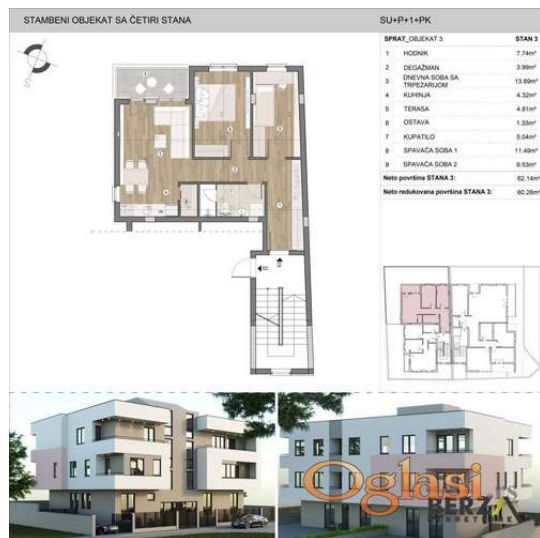 STAMBENI OBJEKAT SA ČETIRI STANA SU+P+1+PK
SPRAT_OBJEKAT 3 STAN 3
1 HODNIK 7.74m²
2 DEGAŽMAN 3.99m²
3 DNEVNA SOBA SA TRPEZARIJOM 13.89m²
4 KUHINJA 4.32m²
5 TERASA 4.81m²
6 OSTAVA 1.33m²
7 KUPATILO 5.04m²
8 SPAVAĆA SOBA 1 11.49m²
9 SPAVAĆA SOBA 2 9.53m²
Neto površina STANA 3: 62.14m²
Neto redukovana površina STANA 3: 60.28m²
S
Oglasi
BERZA
NEKRETNINE